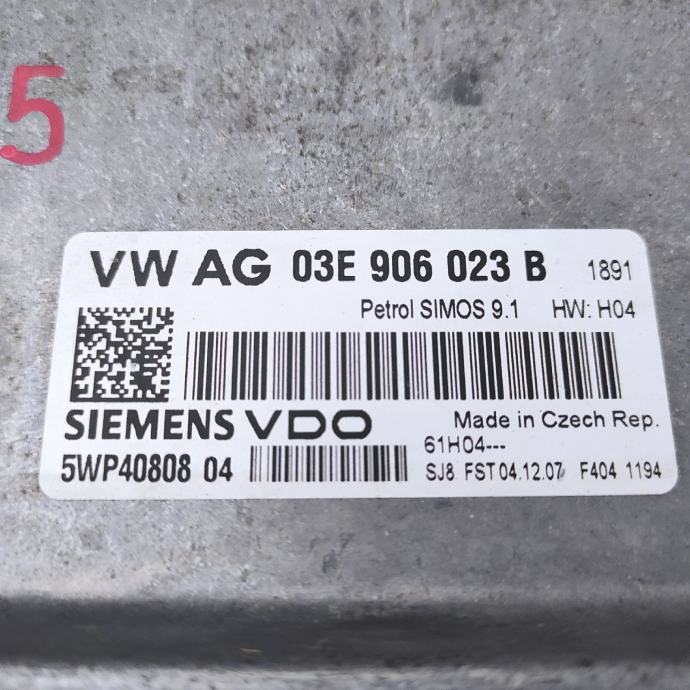 5
VW AG 03E 906 023 B 1891
Petrol SIMOS 9.1 HW: H04
SIEMENS VDO Made in Czech Rep.
61H04---
5WP40808 04 SJ8 FST 04.12.07 F404 1194